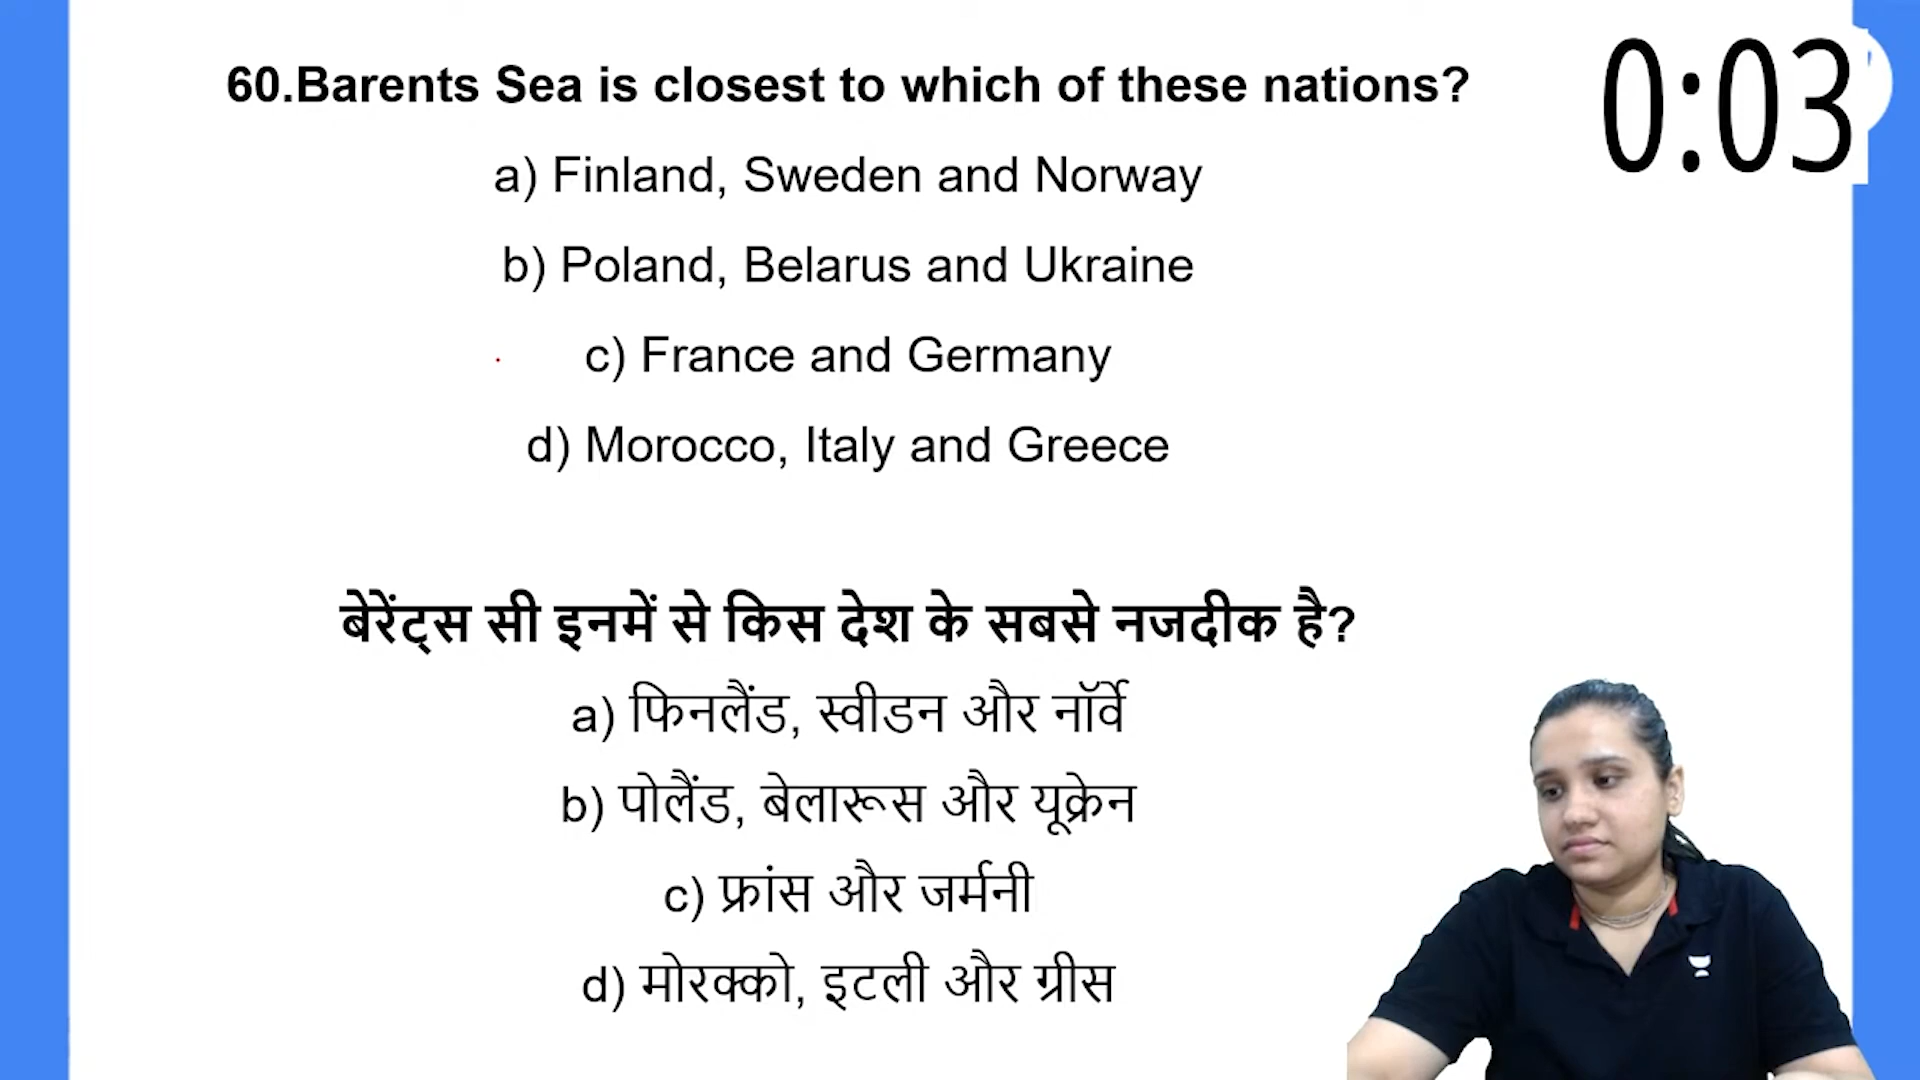 60.Barents Sea is closest to which of these nations?
0:03
a) Finland, Sweden and Norway
b) Poland, Belarus and Ukraine
c) France and Germany
d) Morocco, Italy and Greece
बेरेंट्स सी इनमें से किस देश के सबसे नजदीक है?
a) फिनलैंड, स्वीडन और नॉर्वे
b) पोलैंड, बेलारूस और यूक्रेन
c) फ्रांस और जर्मनी
d) मोरक्को, इटली और ग्रीस